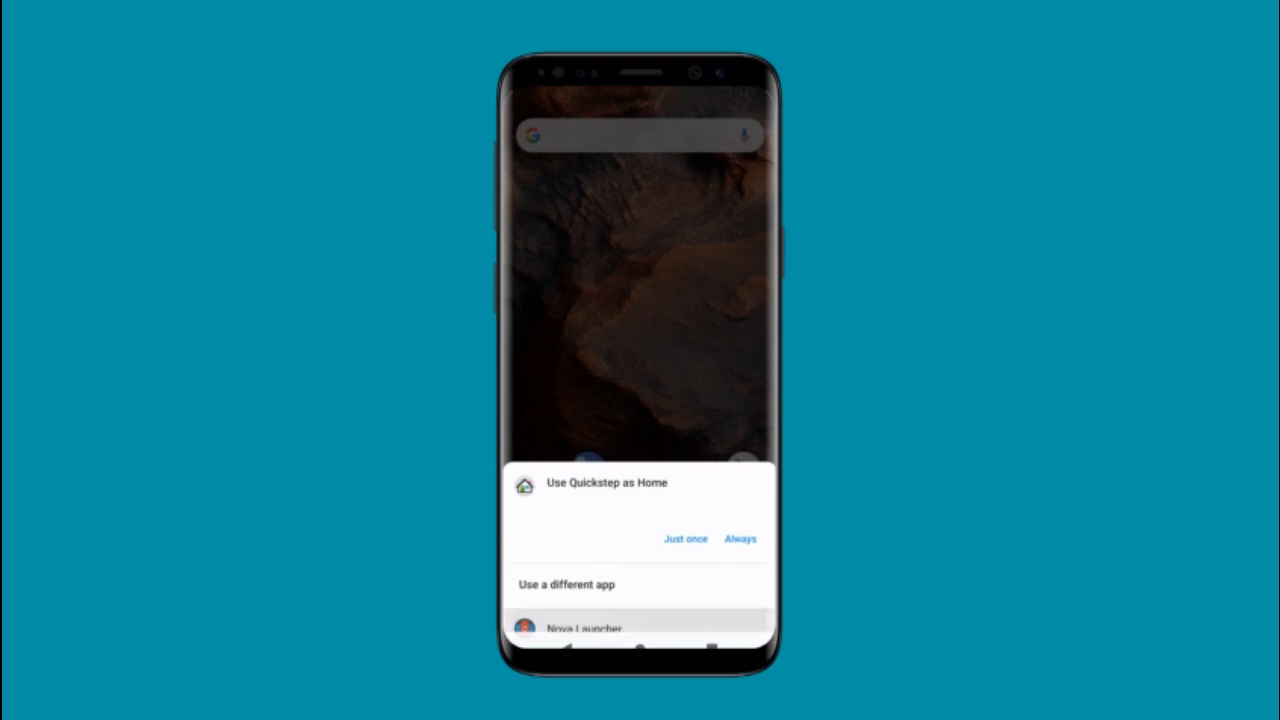 Use Quickstep as Home
Just once Always
Use a different app
Nova Launcher